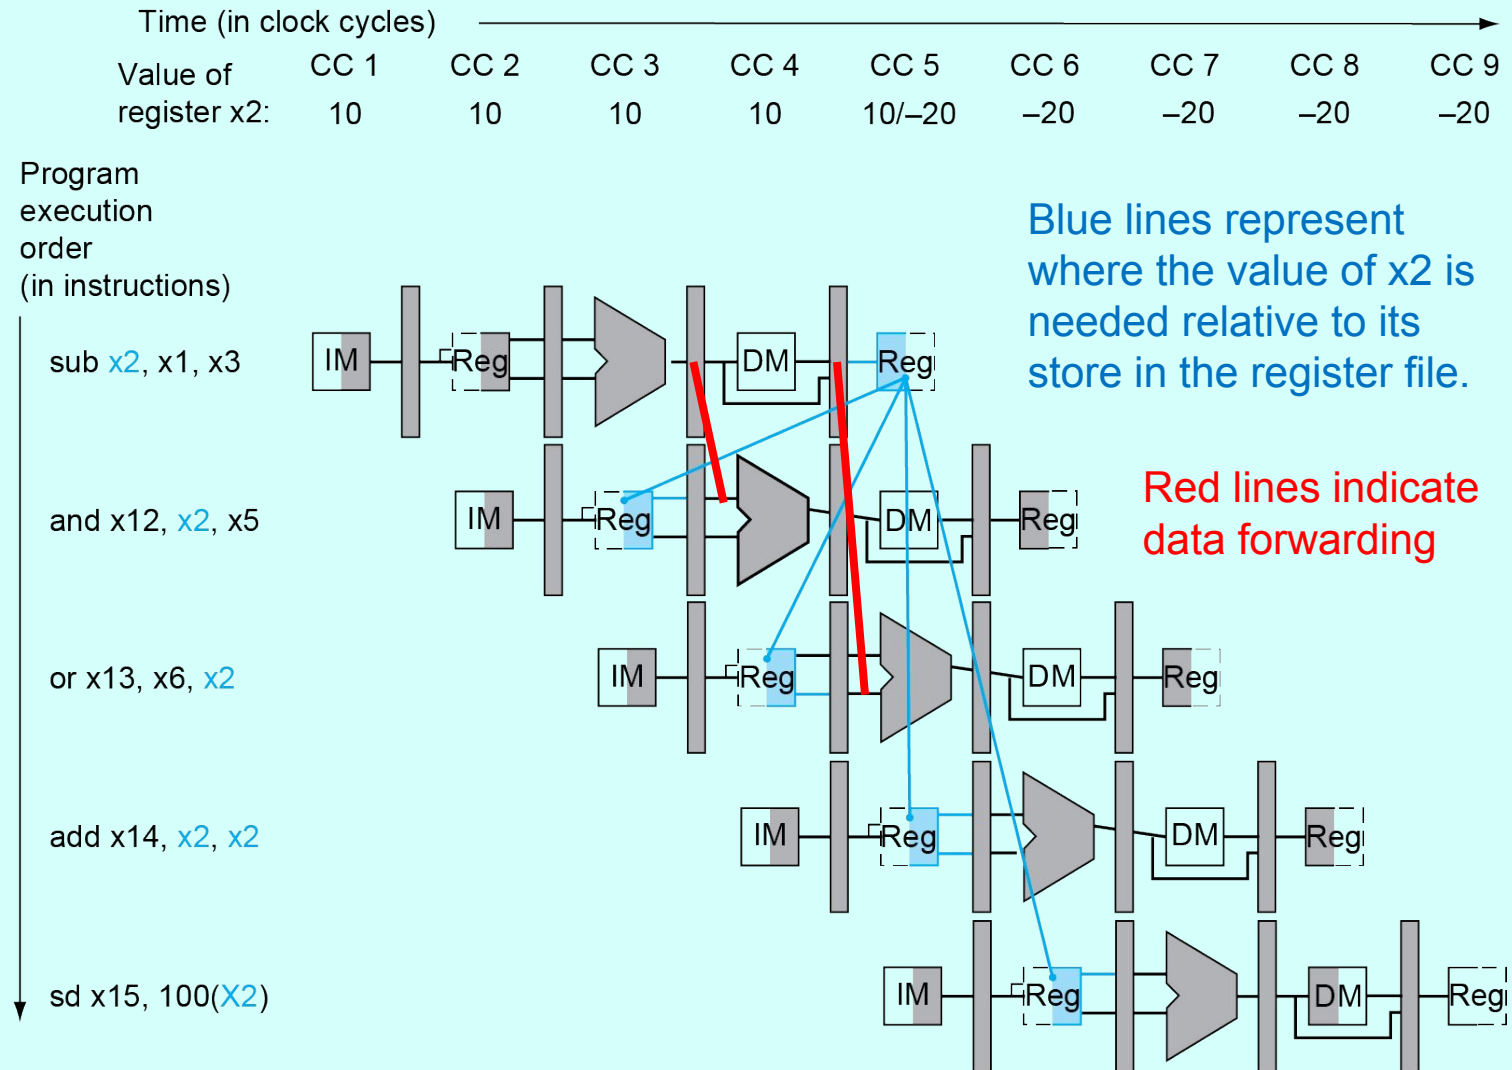 Time (in clock cycles)
Value of register x2:
CC 1 CC 2 CC 3 CC 4 CC 5 CC 6 CC 7 CC 8 CC 9
10 10 10 10 10/–20 –20 –20 –20 –20
Program
execution
order
(in instructions)
Blue lines represent
where the value of x2 is
needed relative to its
store in the register file.
sub x2, x1, x3
IM Reg DM Reg
Red lines indicate
data forwarding
and x12, x2, x5
IM Reg DM Reg
or x13, x6, x2
IM Reg DM Reg
add x14, x2, x2
IM Reg DM Reg
sd x15, 100(X2)
IM Reg DM Reg